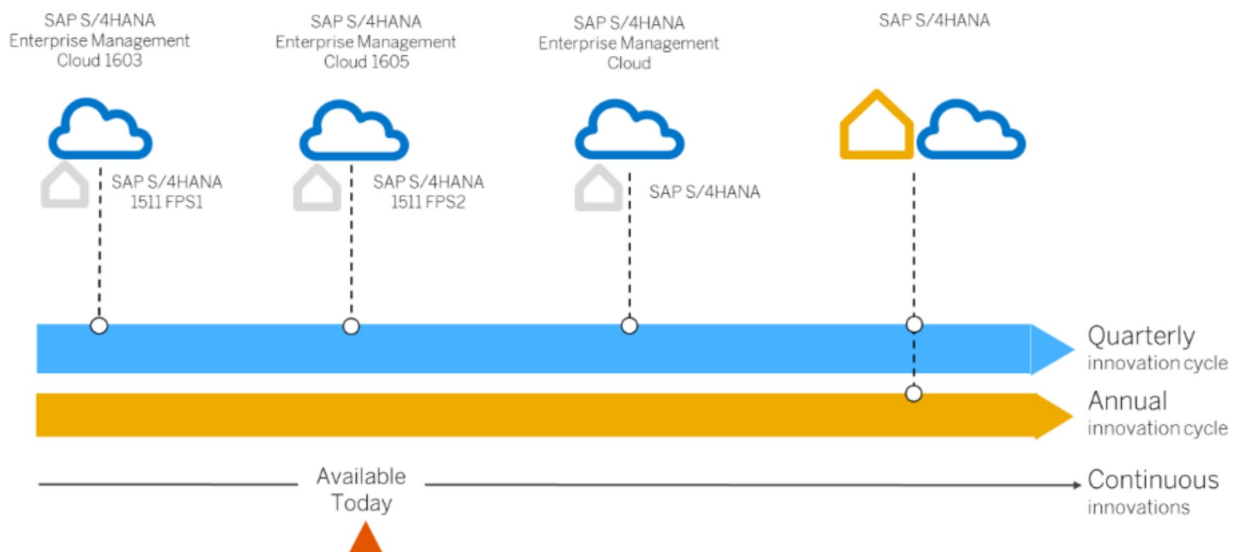 SAP S/4HANA
Enterprise Management
Cloud 1603
SAP S/4HANA
Enterprise Management
Cloud 1605
SAP S/4HANA
Enterprise Management
Cloud
SAP S/4HANA
SAP S/4HANA
1511 FPS1
SAP S/4HANA
1511 FPS2
SAP S/4HANA
Quarterly
innovation cycle
Annual
innovation cycle
Available
Today
Continuous
innovations